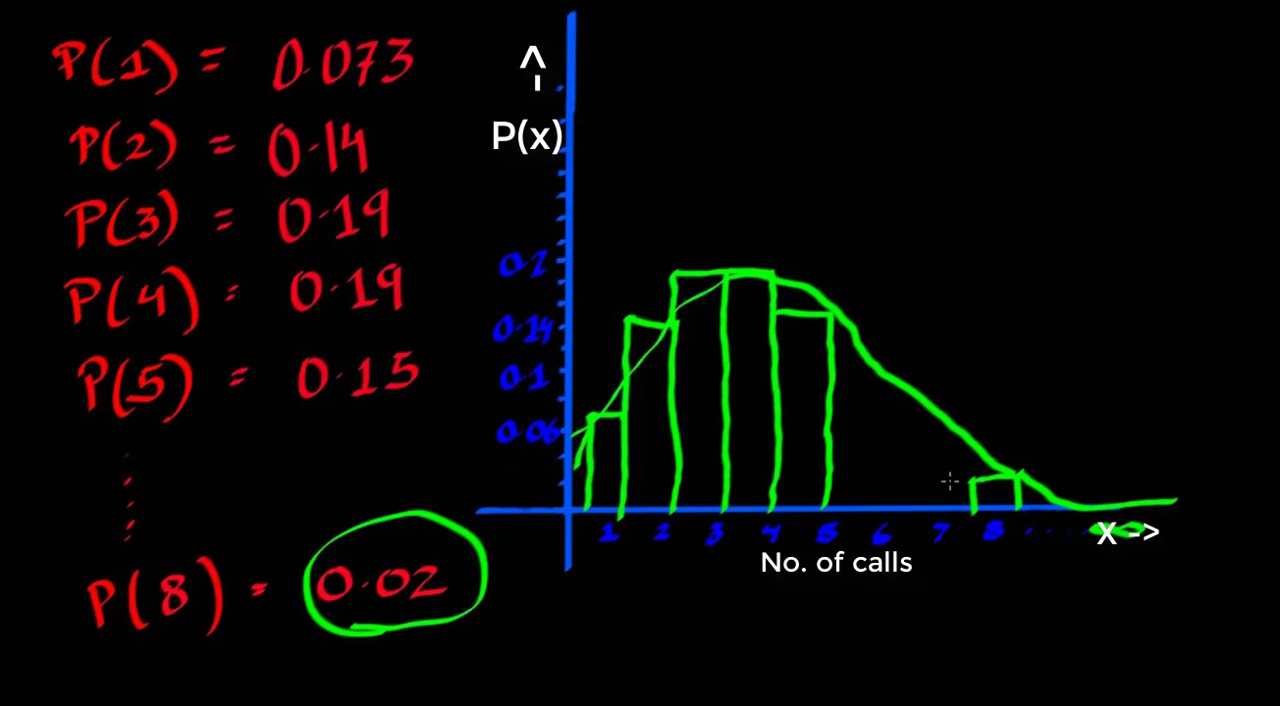 P(1) = 0.073
P(2) = 0.14
P(3) = 0.19
P(4) = 0.19
P(5) = 0.15
P(8) = 0.02
^
-
P(x)
0.2
0.14
0.1
0.06
1 2 3 4 5 6 7 8 ....
X ->
No. of calls